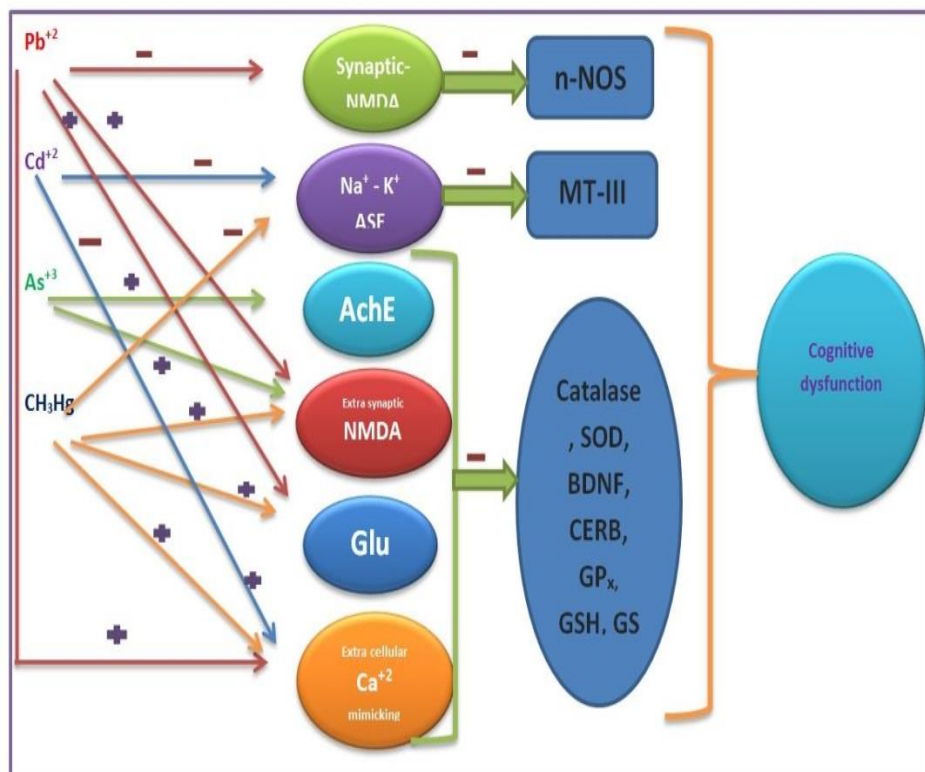 Pb+2
Cd+2
As+3
CH3Hg
Synaptic-
NMDA
Na+ - K+
ASE
AchE
Extra synaptic
NMDA
Glu
Extra cellular
Ca+2
mimicking
n-NOS
MT-III
Catalase
, SOD,
BDNF,
CERB,
GPx,
GSH, GS
Cognitive
dysfunction